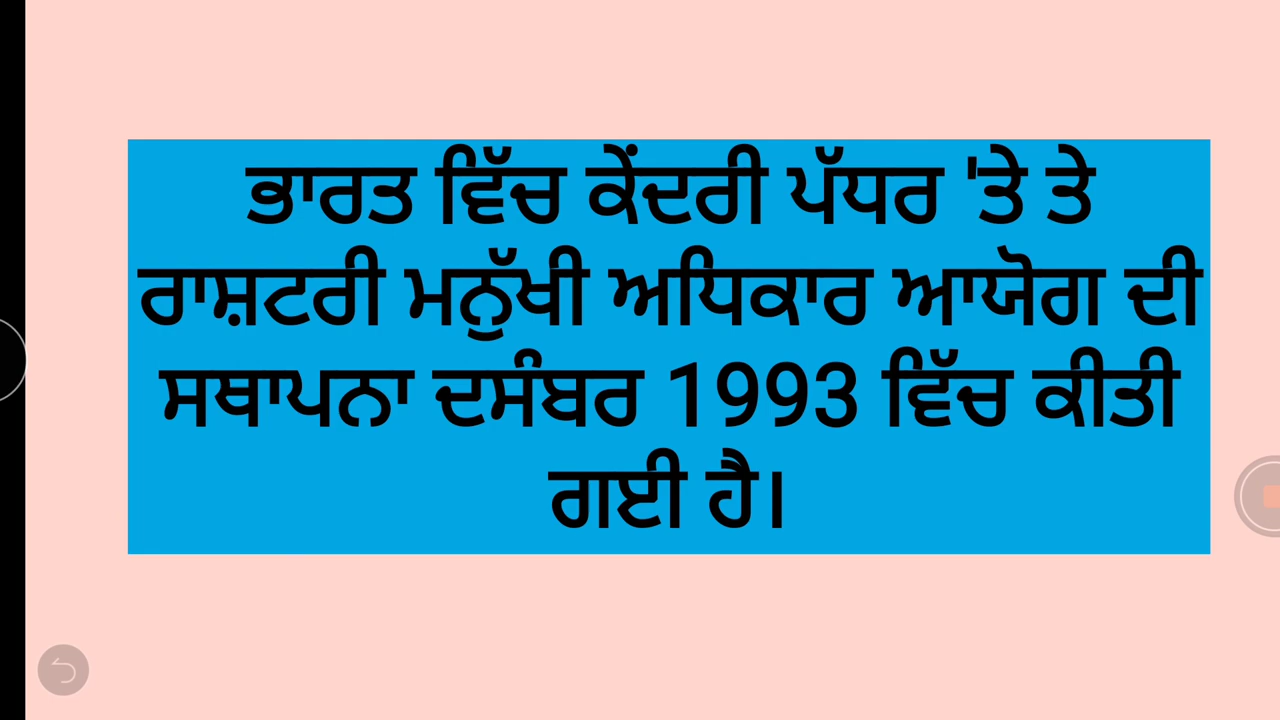 ਭਾਰਤ ਵਿੱਚ ਕੇਂਦਰੀ ਪੱਧਰ 'ਤੇ ਤੇ
ਰਾਸ਼ਟਰੀ ਮਨੁੱਖੀ ਅਧਿਕਾਰ ਆਯੋਗ ਦੀ
ਸਥਾਪਨਾ ਦਸੰਬਰ 1993 ਵਿੱਚ ਕੀਤੀ
ਗਈ ਹੈ।